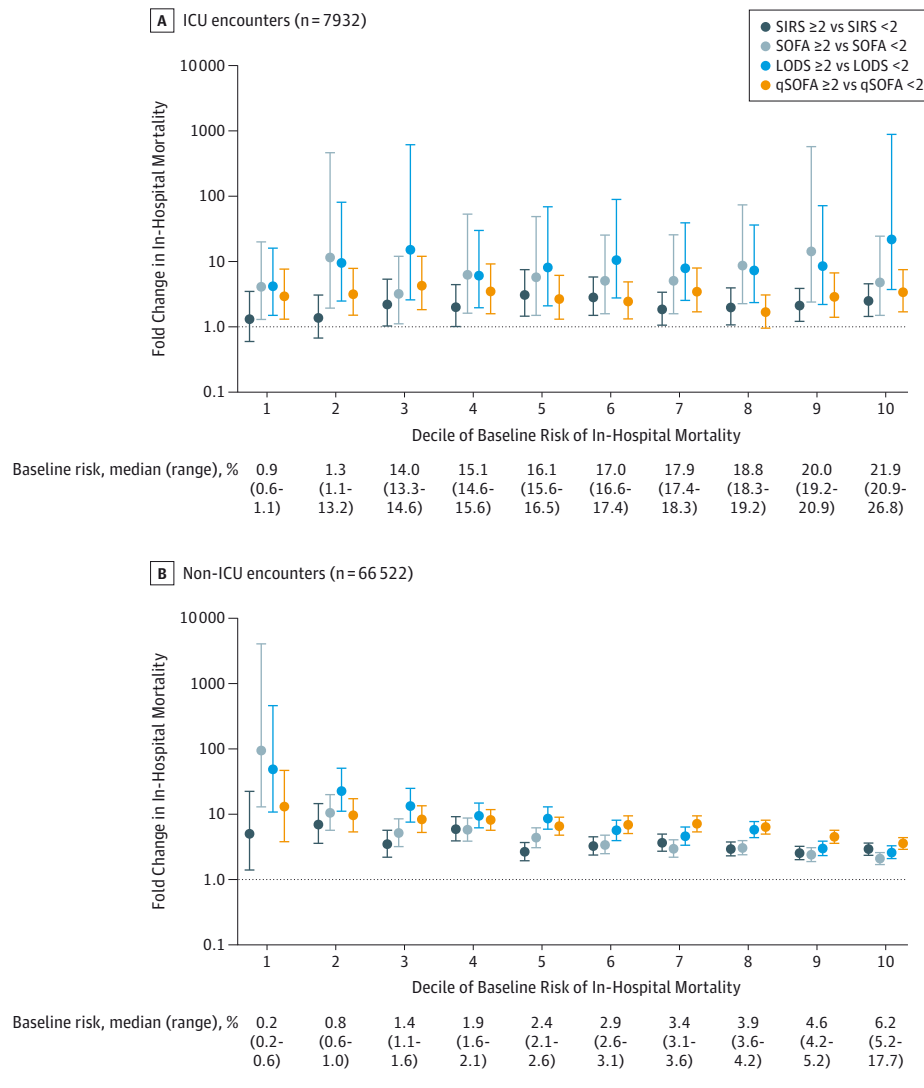 A ICU encounters (n = 7932)
SIRS ≥2 vs SIRS <2
SOFA ≥2 vs SOFA <2
LODS ≥2 vs LODS <2
qSOFA ≥2 vs qSOFA <2
Fold Change in In-Hospital Mortality
10 000
1000
100
10
1.0
0.1
1 2 3 4 5 6 7 8 9 10
Decile of Baseline Risk of In-Hospital Mortality
Baseline risk, median (range), % 0.9 1.3 14.0 15.1 16.1 17.0 17.9 18.8 20.0 21.9
(0.6- (1.1- (13.3- (14.6- (15.6- (16.6- (17.4- (18.3- (19.2- (20.9-
1.1) 13.2) 14.6) 15.6) 16.5) 17.4) 18.3) 19.2) 20.9) 26.8)
B Non-ICU encounters (n = 66 522)
Fold Change in In-Hospital Mortality
10 000
1000
100
10
1.0
0.1
1 2 3 4 5 6 7 8 9 10
Decile of Baseline Risk of In-Hospital Mortality
Baseline risk, median (range), % 0.2 0.8 1.4 1.9 2.4 2.9 3.4 3.9 4.6 6.2
(0.2- (0.6- (1.1- (1.6- (2.1- (2.6- (3.1- (3.6- (4.2- (5.2-
0.6) 1.0) 1.6) 2.1) 2.6) 3.1) 3.6) 4.2) 5.2) 17.7)